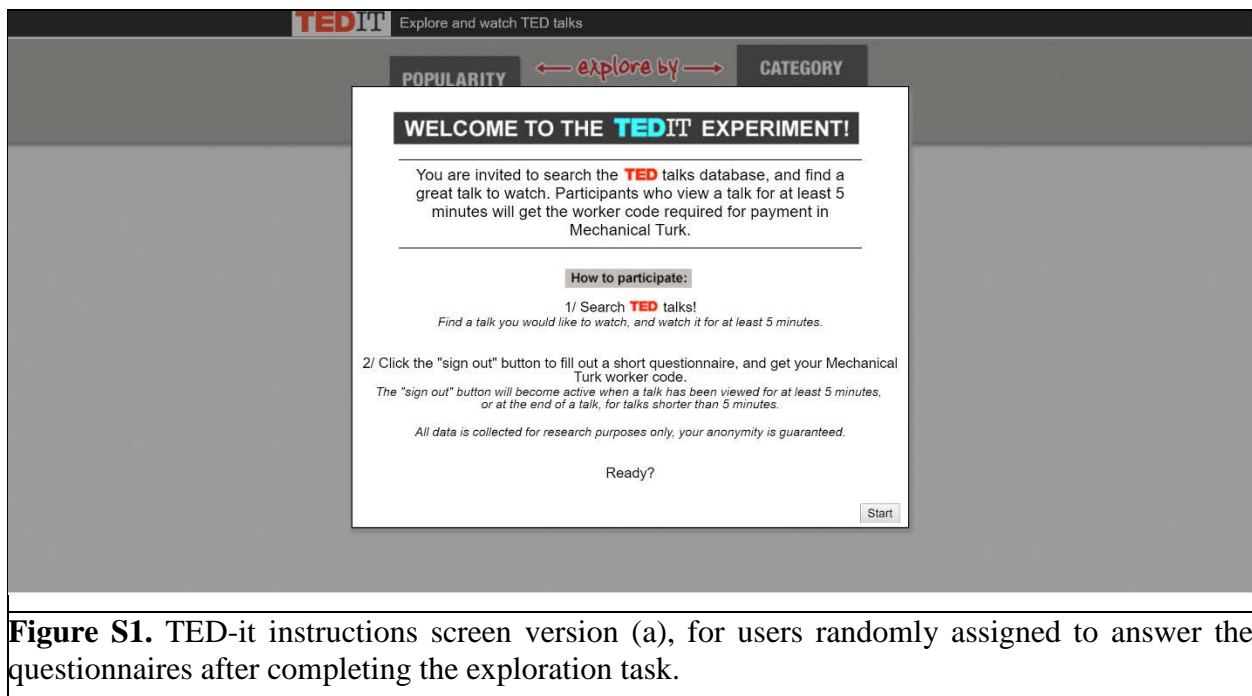 TEDIT Explore and watch TED talks
POPULARITY ← explore by → CATEGORY
WELCOME TO THE TEDIT EXPERIMENT!
You are invited to search the TED talks database, and find a
great talk to watch. Participants who view a talk for at least 5
minutes will get the worker code required for payment in
Mechanical Turk.
How to participate:
1/ Search TED talks!
Find a talk you would like to watch, and watch it for at least 5 minutes.
2/ Click the "sign out" button to fill out a short questionnaire, and get your Mechanical
Turk worker code.
The "sign out" button will become active when a talk has been viewed for at least 5 minutes,
or at the end of a talk, for talks shorter than 5 minutes.
All data is collected for research purposes only, your anonymity is guaranteed.
Ready?
Start
Figure S1. TED-it instructions screen version (a), for users randomly assigned to answer the
questionnaires after completing the exploration task.